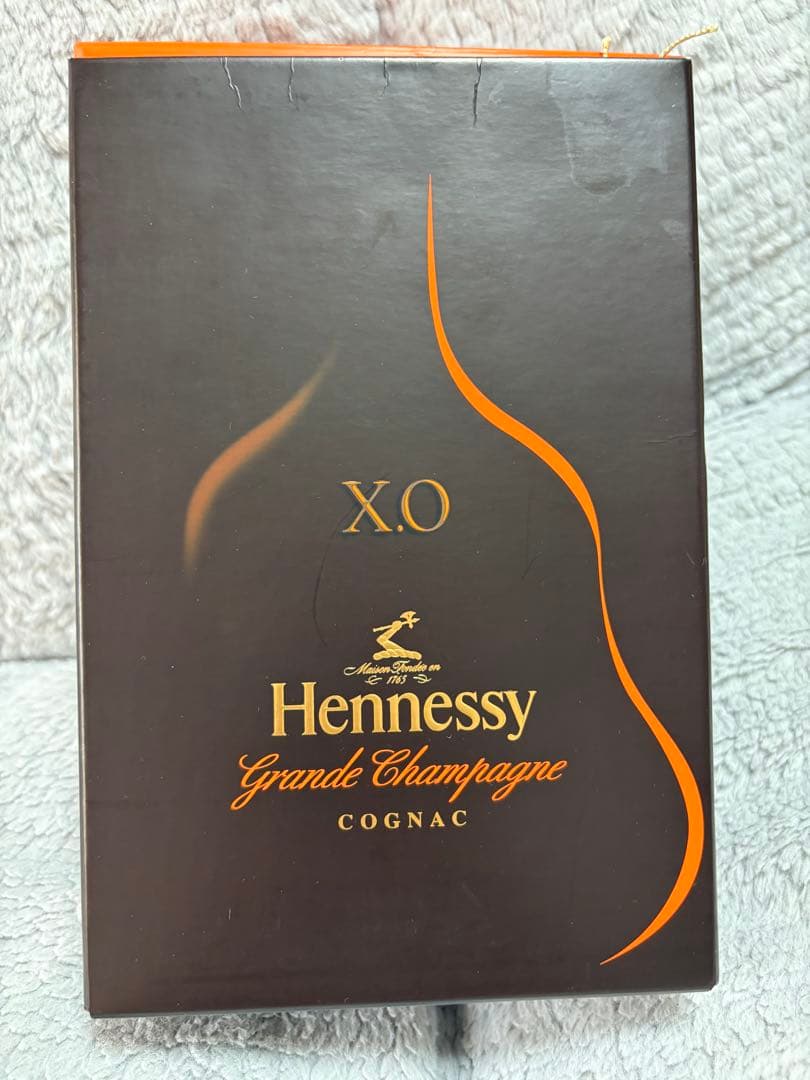 X.O
Maison Fondée en
1765
Hennessy
Grande Champagne
COGNAC